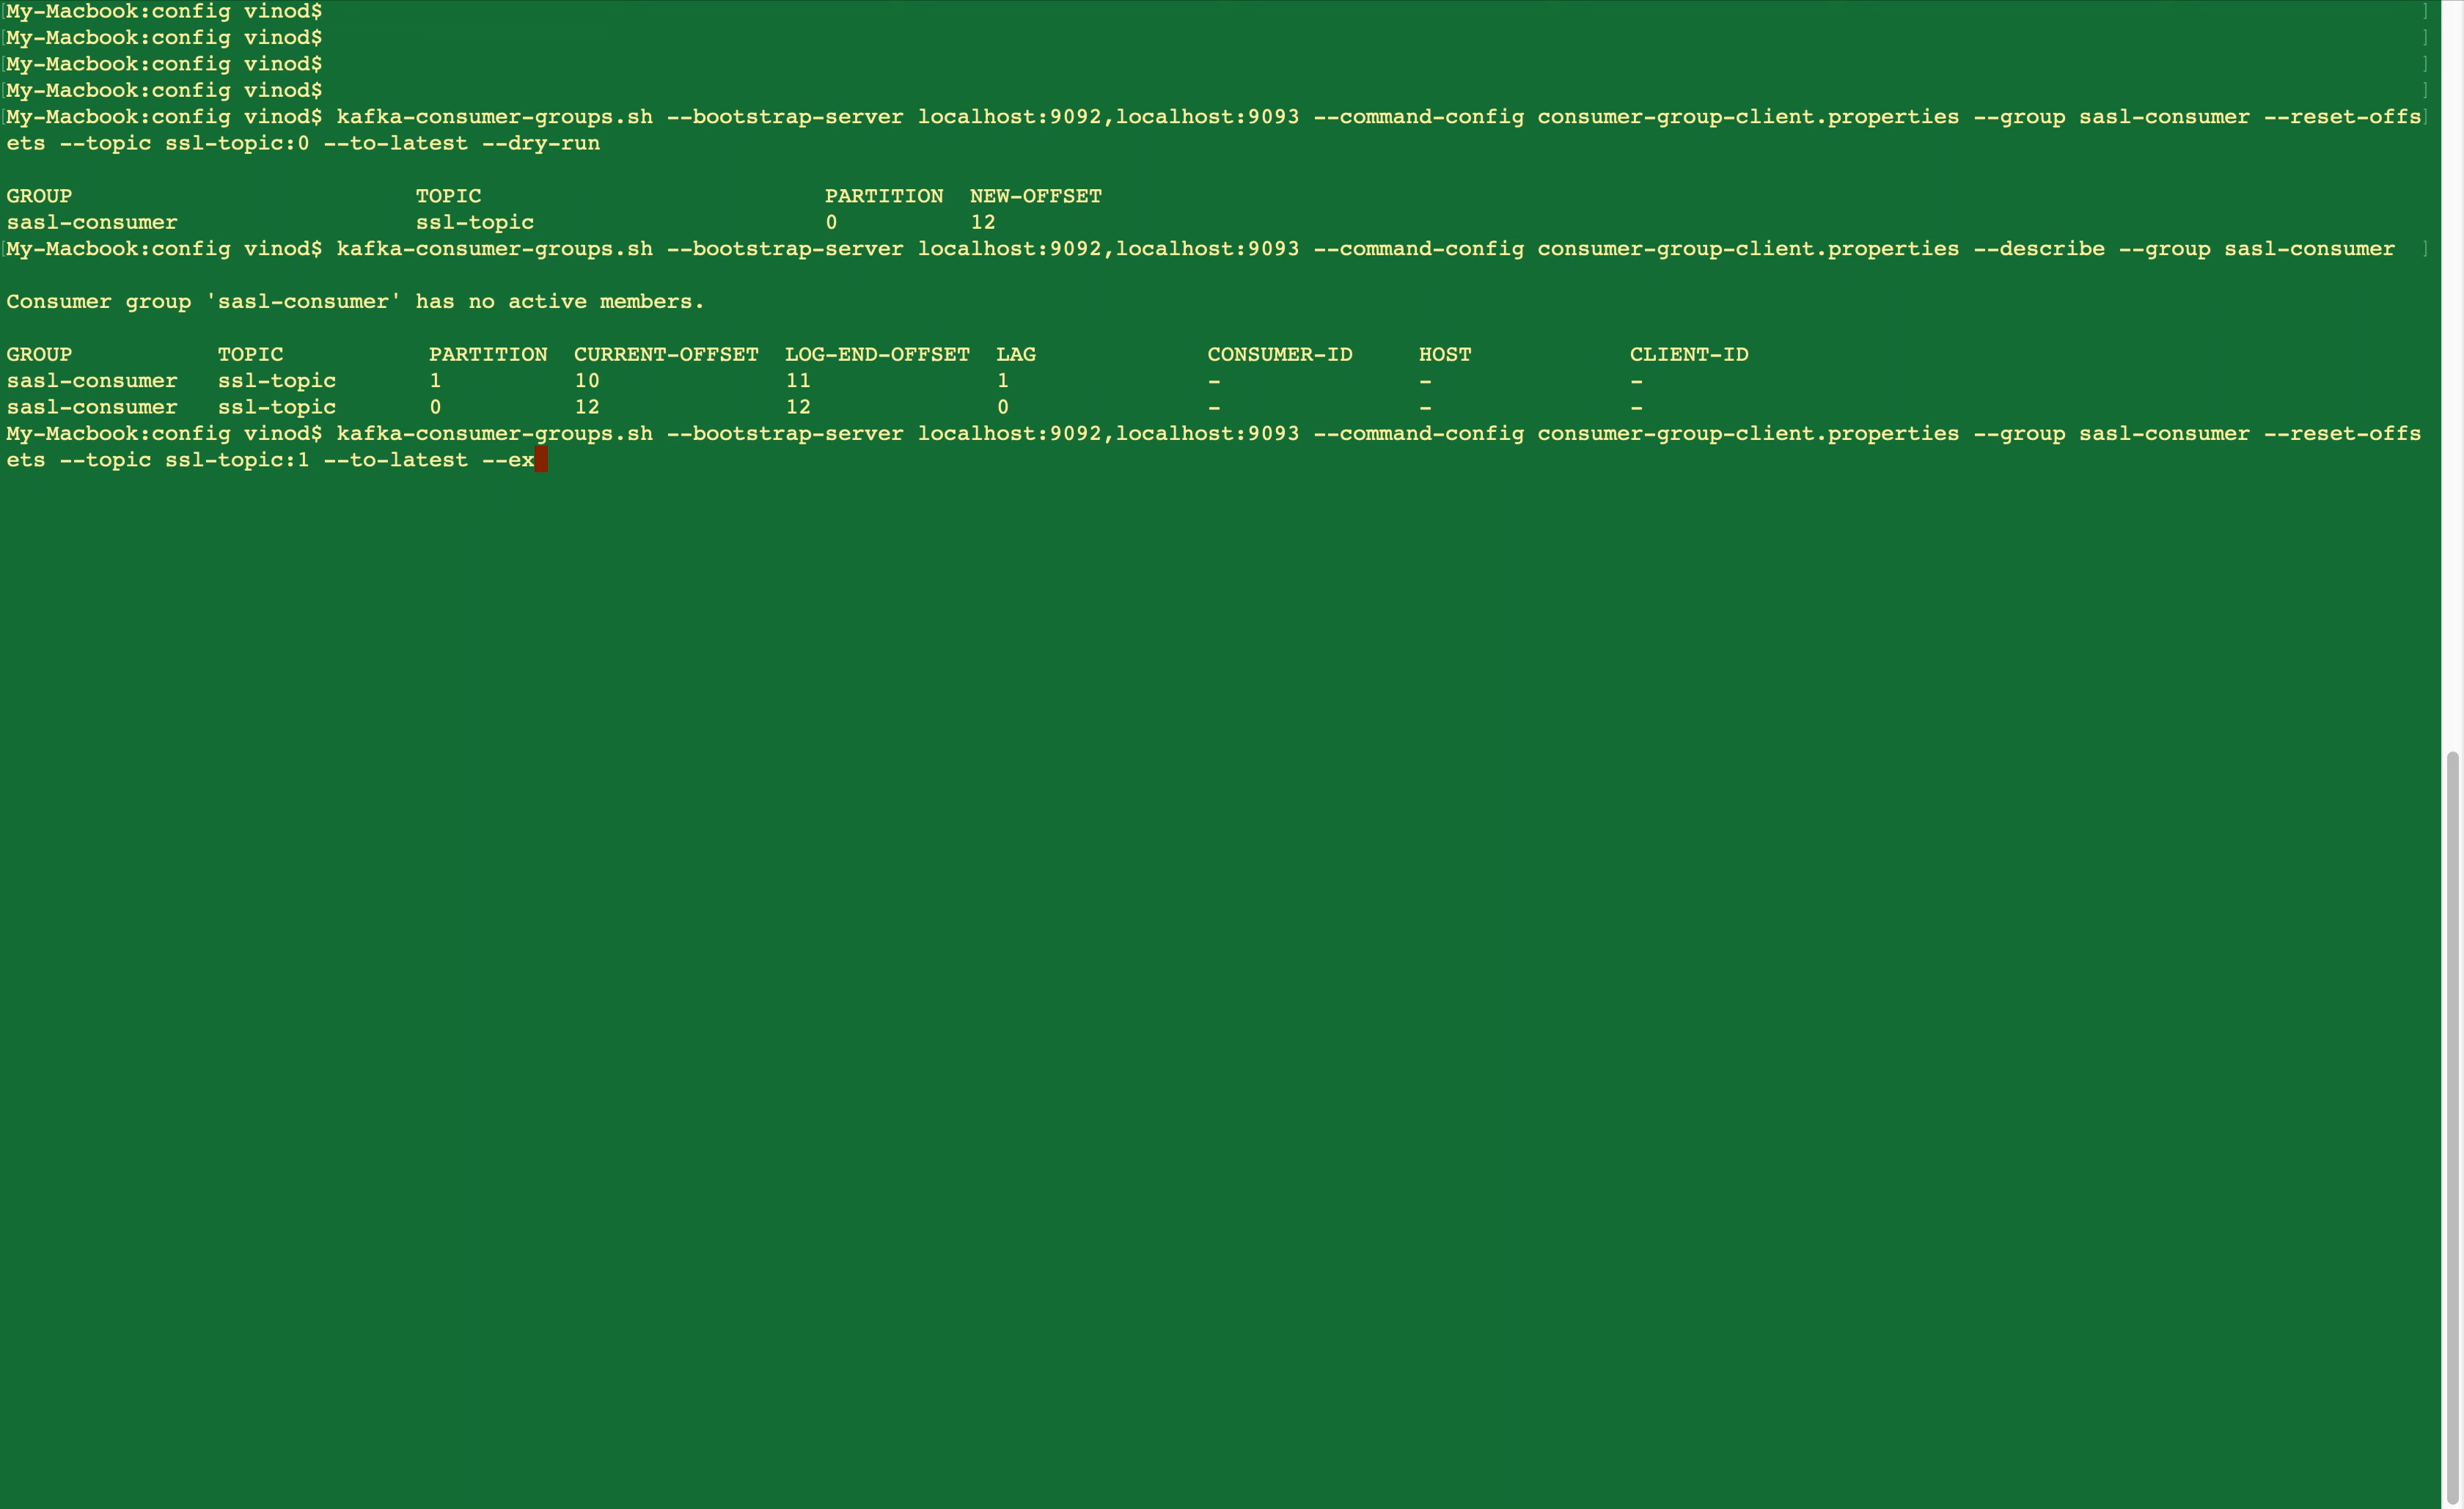 My-Macbook:config vinod$
My-Macbook:config vinod$
My-Macbook:config vinod$
My-Macbook:config vinod$
My-Macbook:config vinod$ kafka-consumer-groups.sh --bootstrap-server localhost:9092,localhost:9093 --command-config consumer-group-client.properties --group sasl-consumer --reset-offs
ets --topic ssl-topic:0 --to-latest --dry-run
GROUP TOPIC PARTITION NEW-OFFSET
sasl-consumer ssl-topic 0 12
My-Macbook:config vinod$ kafka-consumer-groups.sh --bootstrap-server localhost:9092,localhost:9093 --command-config consumer-group-client.properties --describe --group sasl-consumer
Consumer group 'sasl-consumer' has no active members.
GROUP TOPIC PARTITION CURRENT-OFFSET LOG-END-OFFSET LAG CONSUMER-ID HOST CLIENT-ID
sasl-consumer ssl-topic 1 10 11 1 - - -
sasl-consumer ssl-topic 0 12 12 0 - - -
My-Macbook:config vinod$ kafka-consumer-groups.sh --bootstrap-server localhost:9092,localhost:9093 --command-config consumer-group-client.properties --group sasl-consumer --reset-offs
ets --topic ssl-topic:1 --to-latest --ex